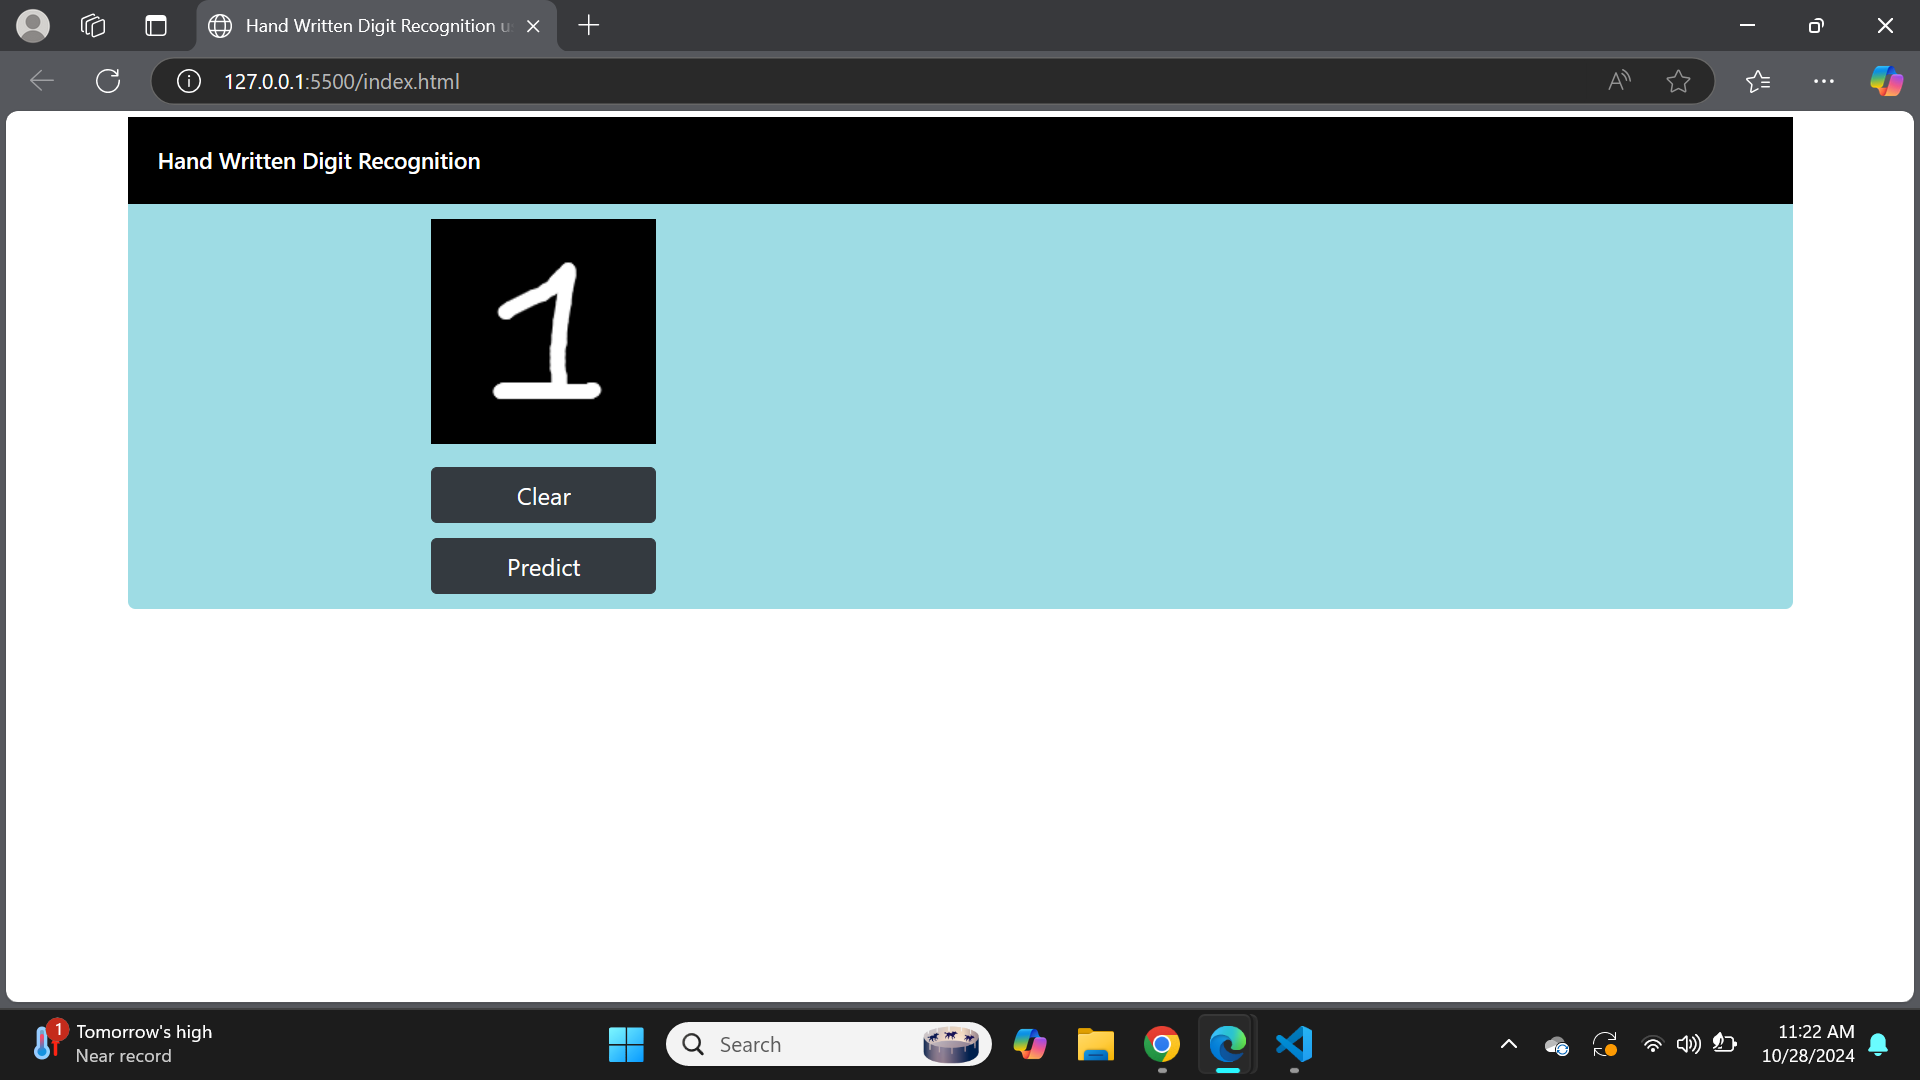 Hand Written Digit Recognition u
127.0.0.1:5500/index.html
Hand Written Digit Recognition
1
Clear
Predict
1
Tomorrow's high
Near record
Search
11:22 AM
10/28/2024